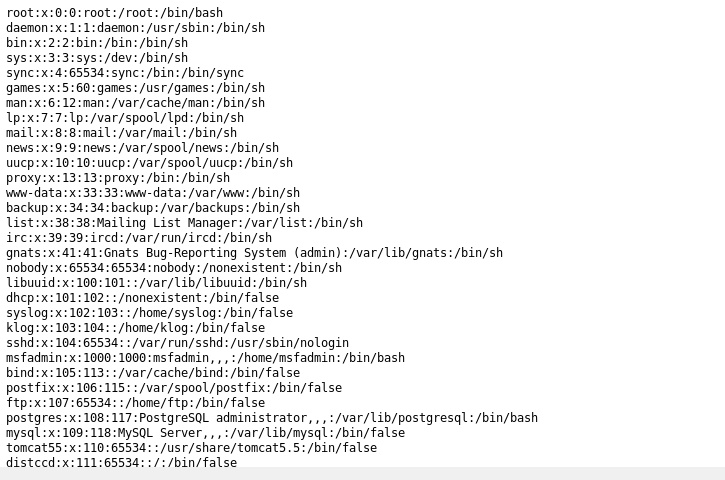 root:x:0:0:root:/root:/bin/bash
daemon:x:1:1:daemon:/usr/sbin:/bin/sh
bin:x:2:2:bin:/bin:/bin/sh
sys:x:3:3:sys:/dev:/bin/sh
sync:x:4:65534:sync:/bin:/bin/sync
games:x:5:60:games:/usr/games:/bin/sh
man:x:6:12:man:/var/cache/man:/bin/sh
lp:x:7:7:lp:/var/spool/lpd:/bin/sh
mail:x:8:8:mail:/var/mail:/bin/sh
news:x:9:9:news:/var/spool/news:/bin/sh
uucp:x:10:10:uucp:/var/spool/uucp:/bin/sh
proxy:x:13:13:proxy:/bin:/bin/sh
www-data:x:33:33:www-data:/var/www:/bin/sh
backup:x:34:34:backup:/var/backups:/bin/sh
list:x:38:38:Mailing List Manager:/var/list:/bin/sh
irc:x:39:39:ircd:/var/run/ircd:/bin/sh
gnats:x:41:41:Gnats Bug-Reporting System (admin):/var/lib/gnats:/bin/sh
nobody:x:65534:65534:nobody:/nonexistent:/bin/sh
libuuid:x:100:101::/var/lib/libuuid:/bin/sh
dhcp:x:101:102::/nonexistent:/bin/false
syslog:x:102:103::/home/syslog:/bin/false
klog:x:103:104::/home/klog:/bin/false
sshd:x:104:65534::/var/run/sshd:/usr/sbin/nologin
msfadmin:x:1000:1000:msfadmin,,,:/home/msfadmin:/bin/bash
bind:x:105:113::/var/cache/bind:/bin/false
postfix:x:106:115::/var/spool/postfix:/bin/false
ftp:x:107:65534::/home/ftp:/bin/false
postgres:x:108:117:PostgreSQL administrator,,,:/var/lib/postgresql:/bin/bash
mysql:x:109:118:MySQL Server,,,:/var/lib/mysql:/bin/false
tomcat55:x:110:65534::/usr/share/tomcat5.5:/bin/false
distccd:x:111:65534::/:/bin/false